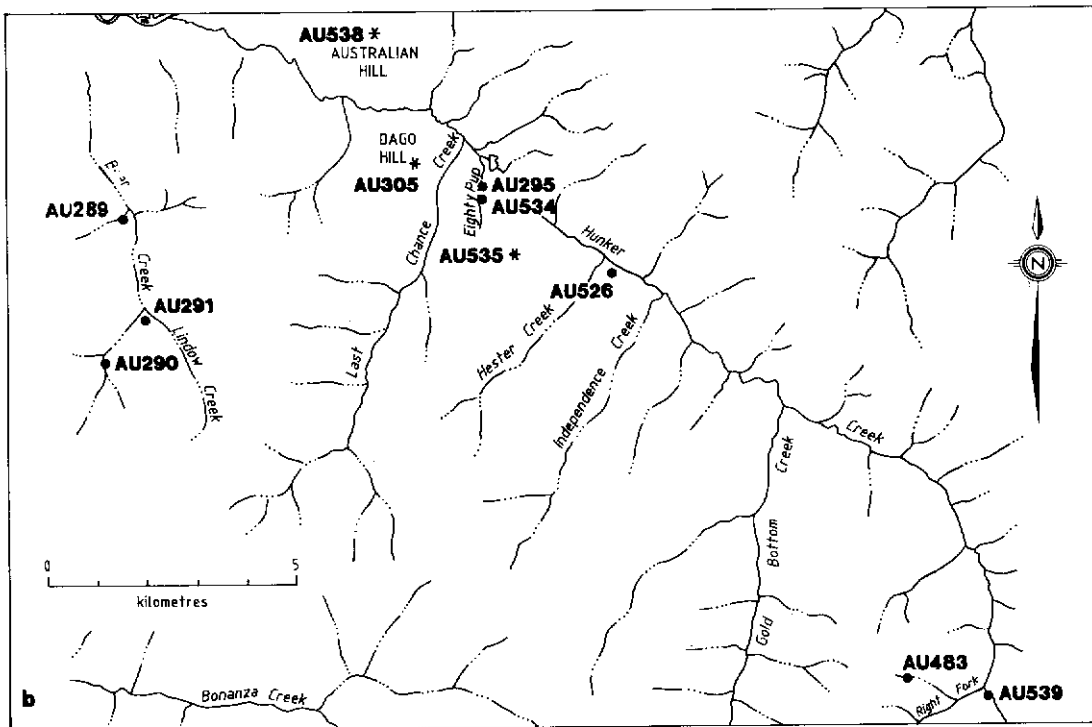 AU538 *
AUSTRALIAN
HILL
DAGO
HILL *
AU305
Creek
Chance
Last
Eighty Pup
AU295
AU534
AU535 *
Hunker
Creek
AU526
Hester Creek
Independence Creek
AU289
Creek
AU291
AU290
Lindow
Creek
N
Creek
Bottom
Gold
0 5
kilometres
AU483
Right Fork
AU539
Bonanza Creek
b